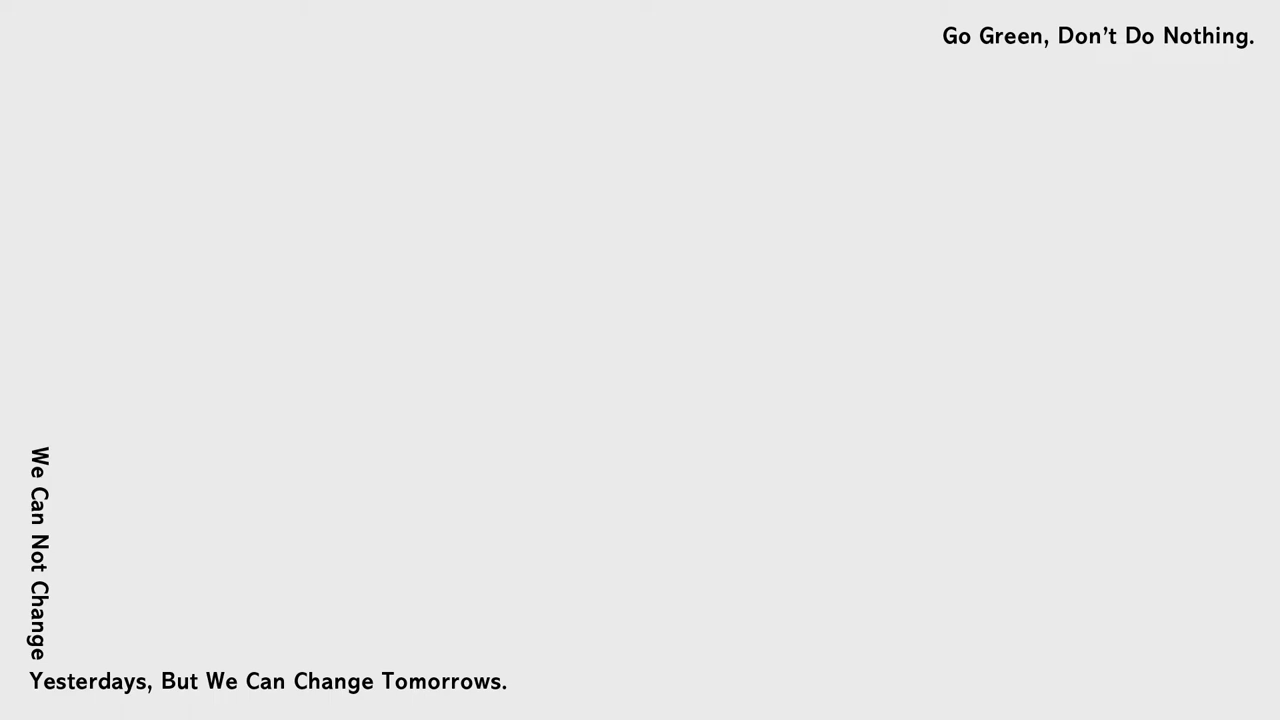 Go Green, Don’t Do Nothing.
We Can Not Change
Yesterdays, But We Can Change Tomorrows.